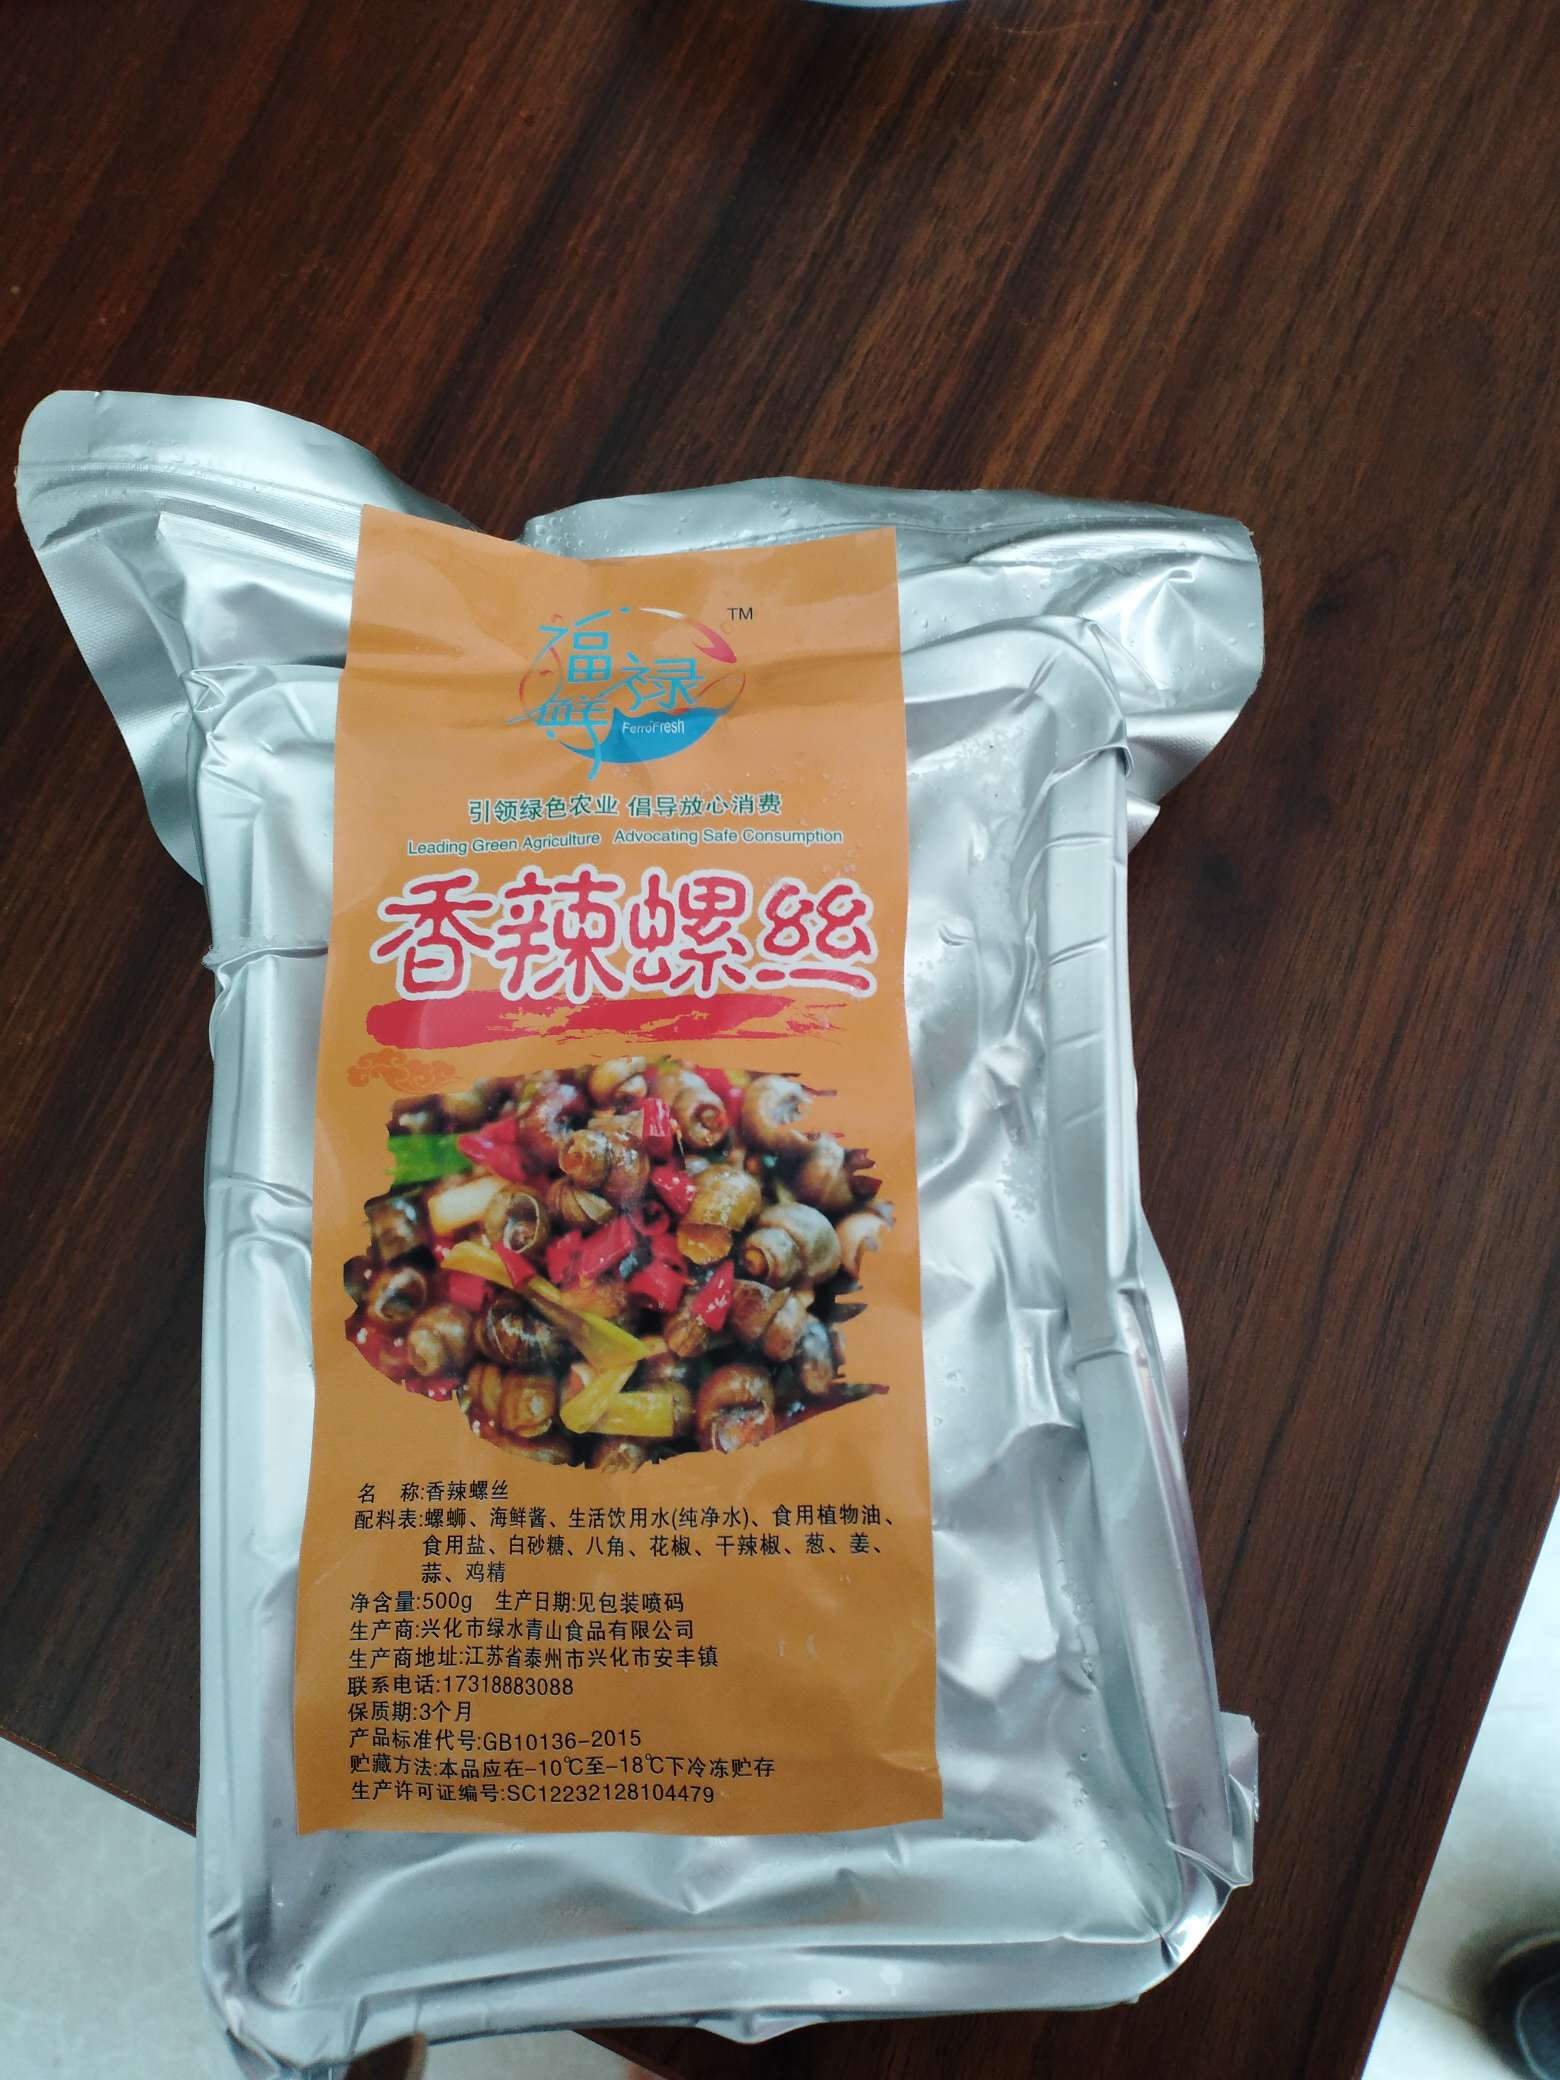 福禄
鲜
TM
FerroFresh
引领绿色农业 倡导放心消费
Leading Green Agriculture Advocating Safe Consumption
香辣螺丝
名 称:香辣螺丝
配料表:螺蛳、海鲜酱、生活饮用水(纯净水)、食用植物油、
食用盐、白砂糖、八角、花椒、干辣椒、葱、姜、
蒜、鸡精
净含量:500g 生产日期:见包装喷码
生产商:兴化市绿水青山食品有限公司
生产商地址:江苏省泰州市兴化市安丰镇
联系电话:17318883088
保质期:3个月
产品标准代号:GB10136-2015
贮藏方法:本品应在-10℃至-18℃下冷冻贮存
生产许可证编号:SC12232128104479